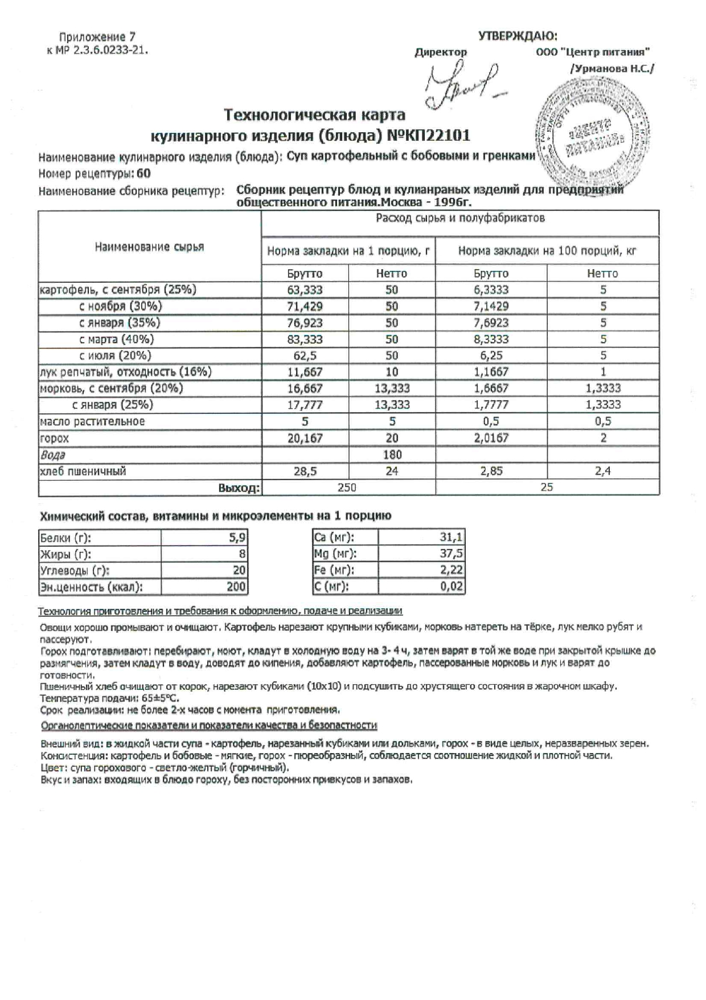 Приложение 7
к МР 2.3.6.0233-21.
УТВЕРЖДАЮ:
Директор ООО "Центр питания"
/Урманова Н.С./
«ЦЕНТР
ПИТАНИЯ»
Технологическая карта
кулинарного изделия (блюда) №КП22101
Наименование кулинарного изделия (блюда): Суп картофельный с бобовыми и гренками
Номер рецептуры: 60
Наименование сборника рецептур: Сборник рецептур блюд и кулианраных изделий для предприятий
общественного питания.Москва - 1996г.
Наименование сырья
Расход сырья и полуфабрикатов
Норма закладки на 1 порцию, г Норма закладки на 100 порций, кг
Брутто Нетто Брутто Нетто
картофель, с сентября (25%) 63,333 50 6,3333 5
с ноября (30%) 71,429 50 7,1429 5
с января (35%) 76,923 50 7,6923 5
с марта (40%) 83,333 50 8,3333 5
с июля (20%) 62,5 50 6,25 5
лук репчатый, отходность (16%) 11,667 10 1,1667 1
морковь, с сентября (20%) 16,667 13,333 1,6667 1,3333
с января (25%) 17,777 13,333 1,7777 1,3333
масло растительное 5 5 0,5 0,5
горох 20,167 20 2,0167 2
Вода 180
хлеб пшеничный 28,5 24 2,85 2,4
Выход: 250 25
Химический состав, витамины и микроэлементы на 1 порцию
Белки (г): 5,9 Ca (мг): 31,1
Жиры (г): 8 Mg (мг): 37,5
Углеводы (г): 20 Fe (мг): 2,22
Эн.ценность (ккал): 200 C (мг): 0,02
Технология приготовления и требования к оформлению, подаче и реализации
Овощи хорошо промывают и очищают. Картофель нарезают крупными кубиками, морковь натереть на тёрке, лук мелко рубят и
пассеруют.
Горох подготавливают: перебирают, моют, кладут в холодную воду на 3- 4 ч, затем варят в той же воде при закрытой крышке до
размягчения, затем кладут в воду, доводят до кипения, добавляют картофель, пассерованные морковь и лук и варят до
готовности.
Пшеничный хлеб очищают от корок, нарезают кубиками (10х10) и подсушить до хрустящего состояния в жарочном шкафу.
Температура подачи: 65±5°С.
Срок реализации: не более 2-х часов с момента приготовления.
Органолептические показатели и показатели качества и безопастности
Внешний вид: в жидкой части супа - картофель, нарезанный кубиками или дольками, горох - в виде целых, неразваренных зерен.
Консистенция: картофель и бобовые - мягкие, горох - пюреобразный, соблюдается соотношение жидкой и плотной части.
Цвет: супа горохового - светло-желтый (горчичный).
Вкус и запах: входящих в блюдо гороху, без посторонних привкусов и запахов.